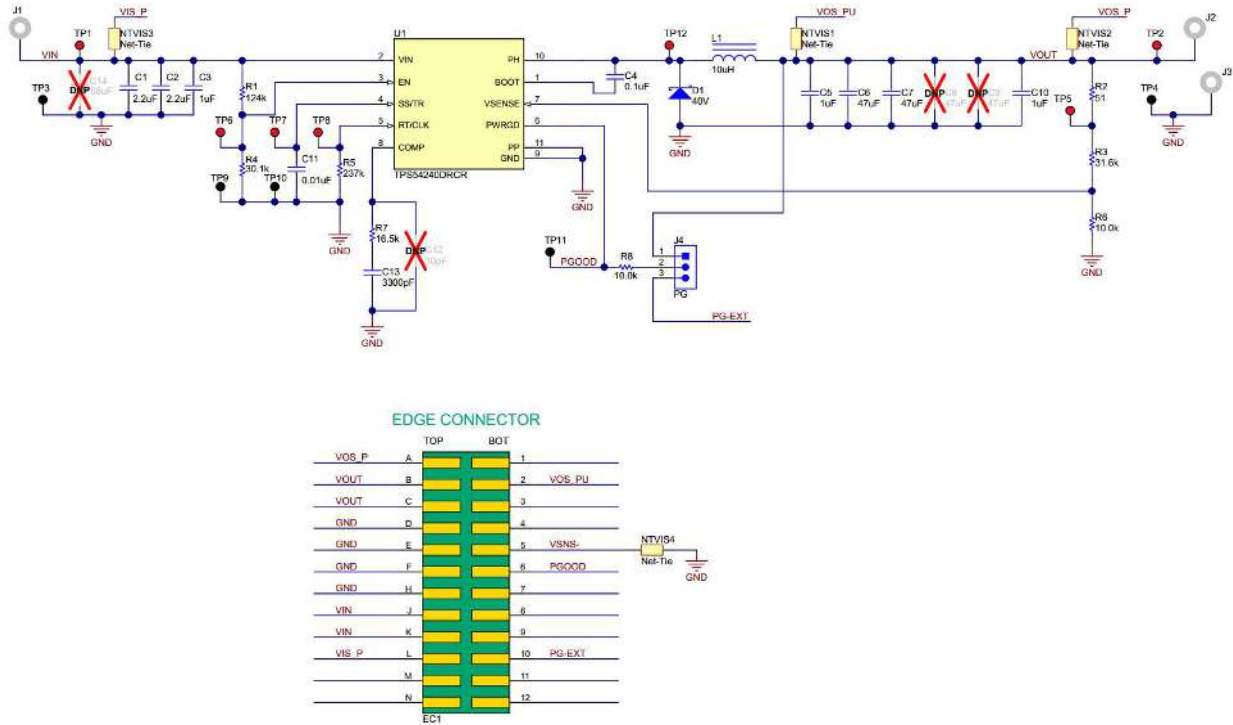 J1
VIS_P
NTVIS3
Net-Tie
TP1
VIN
TP3
DNP
C14
C1
2.2uF
C2
2.2uF
C3
1uF
GND
R1
124k
TP6
TP7
TP8
R4
30.1k
TP9
TP10
C11
0.01uF
R5
237k
GND
U1
2 VIN PH 10
3 EN BOOT 1
4 SS/TR VSENSE 7
5 RT/CLK PWRGD 6
8 COMP PP 11
GND 9
TPS54240DRCR
R7
16.5k
DNP
C13
3300pF
GND
GND
C4
0.1uF
TP12
L1
10uH
D1
40V
GND
VOS_PU
NTVIS1
Net-Tie
C5
1uF
C6
47uF
C7
47uF
DNP
C8
47uF
DNP
47uF
C10
1uF
VOUT
VOS_P
NTVIS2
Net-Tie
TP2
J2
J3
R2
51
TP5
TP4
GND
R3
31.6k
R6
10.0k
GND
TP11
PGOOD
R8
10.0k
J4
1
2
3
PG
PG-EXT
EDGE CONNECTOR
TOP BOT
VOS_P A 1
VOUT B 2 VOS_PU
VOUT C 3
GND D 4
GND E 5 VSNS-
NTVIS4
Net-Tie
GND
GND F 6 PGOOD
GND H 7
VIN J 8
VIN K 9
VIS_P L 10 PG-EXT
M 11
N 12
EC1